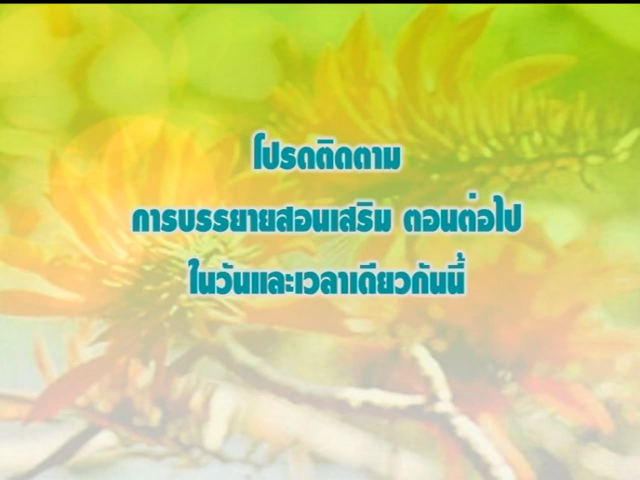 โปรดติดตาม
การบรรยายสอนเสริม ตอนต่อไป
ในวันและเวลาเดียวกันนี้